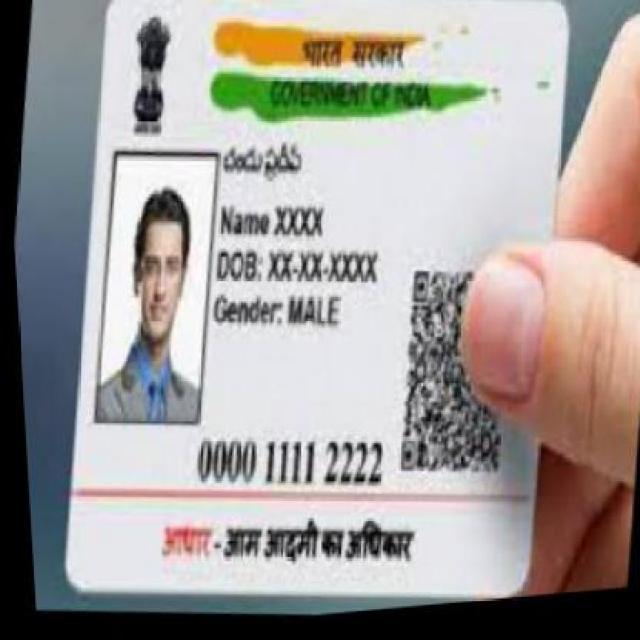 भारत सरकार
GOVERNMENT OF INDIA
చందు ప్రదీప్
Name XXXX
DOB: XX-XX-XXXX
Gender: MALE
0000 1111 2222
आधार - आम आदमी का अधिकार